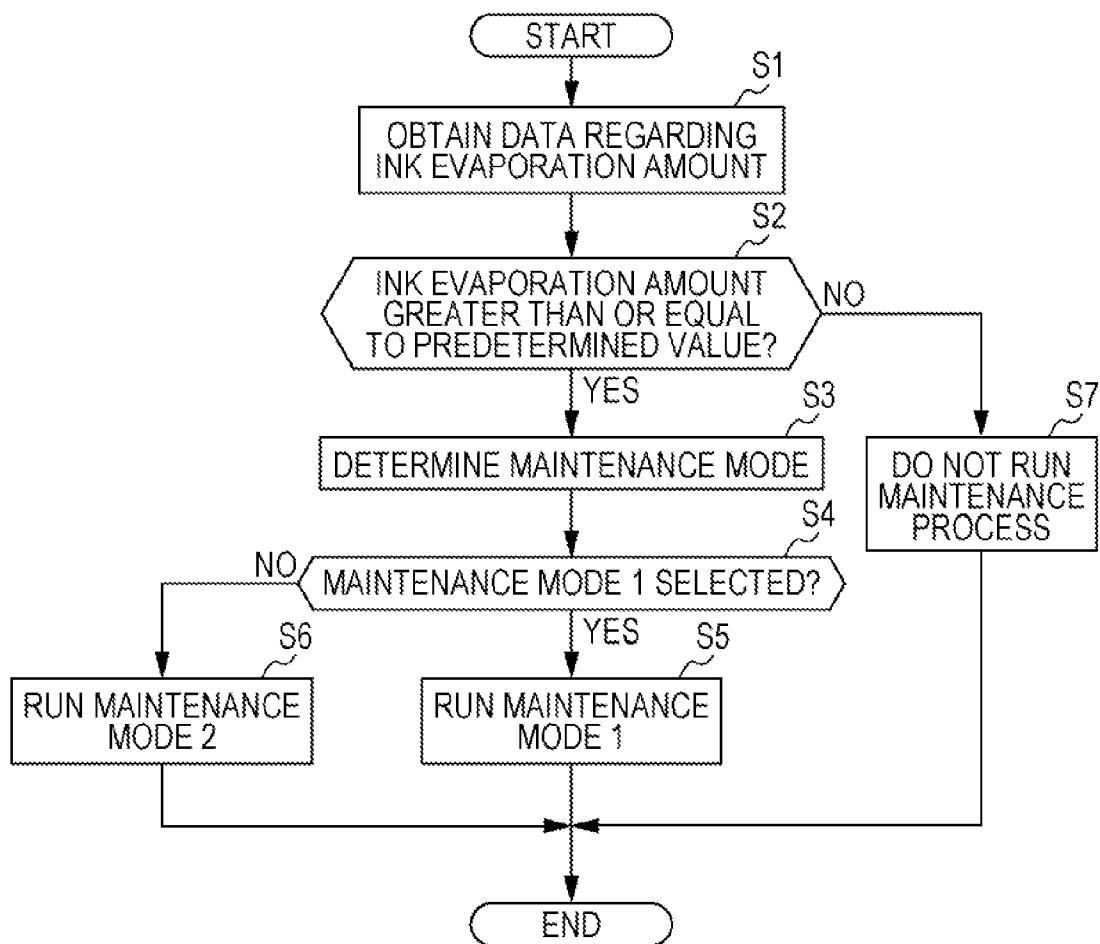 START
S1
OBTAIN DATA REGARDING
INK EVAPORATION AMOUNT
S2
INK EVAPORATION AMOUNT
GREATER THAN OR EQUAL
TO PREDETERMINED VALUE?
NO
YES
S3
DETERMINE MAINTENANCE MODE
S7
DO NOT RUN
MAINTENANCE
PROCESS
S4
MAINTENANCE MODE 1 SELECTED?
NO
YES
S6
RUN MAINTENANCE
MODE 2
S5
RUN MAINTENANCE
MODE 1
END